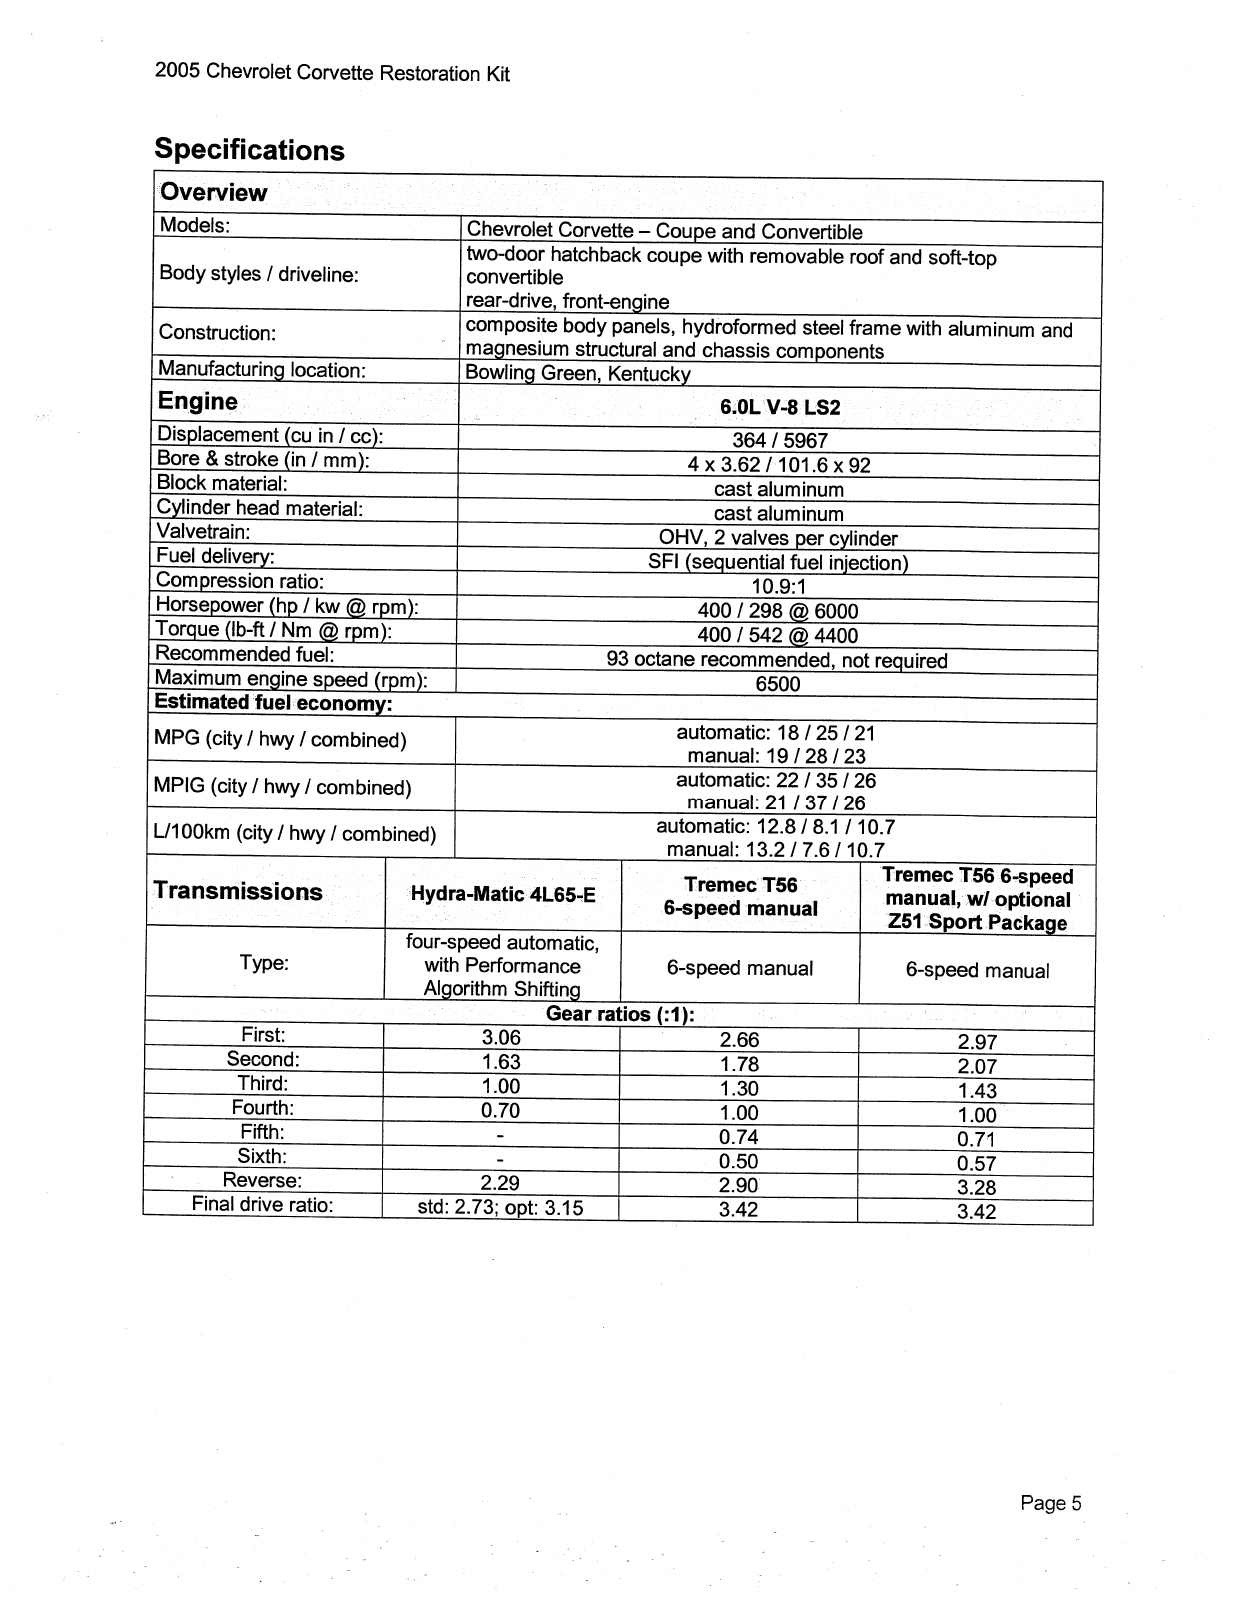 2005 Chevrolet Corvette Restoration Kit
Specifications
Overview
Models: Chevrolet Corvette – Coupe and Convertible
Body styles / driveline: two-door hatchback coupe with removable roof and soft-top
convertible
rear-drive, front-engine
Construction: composite body panels, hydroformed steel frame with aluminum and
magnesium structural and chassis components
Manufacturing location: Bowling Green, Kentucky
Engine 6.0L V-8 LS2
Displacement (cu in / cc): 364 / 5967
Bore & stroke (in / mm): 4 x 3.62 / 101.6 x 92
Block material: cast aluminum
Cylinder head material: cast aluminum
Valvetrain: OHV, 2 valves per cylinder
Fuel delivery: SFI (sequential fuel injection)
Compression ratio: 10.9:1
Horsepower (hp / kw @ rpm): 400 / 298 @ 6000
Torque (lb-ft / Nm @ rpm): 400 / 542 @ 4400
Recommended fuel: 93 octane recommended, not required
Maximum engine speed (rpm): 6500
Estimated fuel economy:
MPG (city / hwy / combined) automatic: 18 / 25 / 21
manual: 19 / 28 / 23
MPIG (city / hwy / combined) automatic: 22 / 35 / 26
manual: 21 / 37 / 26
L/100km (city / hwy / combined) automatic: 12.8 / 8.1 / 10.7
manual: 13.2 / 7.6 / 10.7
Transmissions
Hydra-Matic 4L65-E
Tremec T56
6-speed manual
Tremec T56 6-speed
manual, w/ optional
Z51 Sport Package
Type:
four-speed automatic,
with Performance
Algorithm Shifting
6-speed manual
6-speed manual
Gear ratios (:1):
First: 3.06 2.66 2.97
Second: 1.63 1.78 2.07
Third: 1.00 1.30 1.43
Fourth: 0.70 1.00 1.00
Fifth: - 0.74 0.71
Sixth: - 0.50 0.57
Reverse: 2.29 2.90 3.28
Final drive ratio: std: 2.73; opt: 3.15 3.42 3.42
Page 5